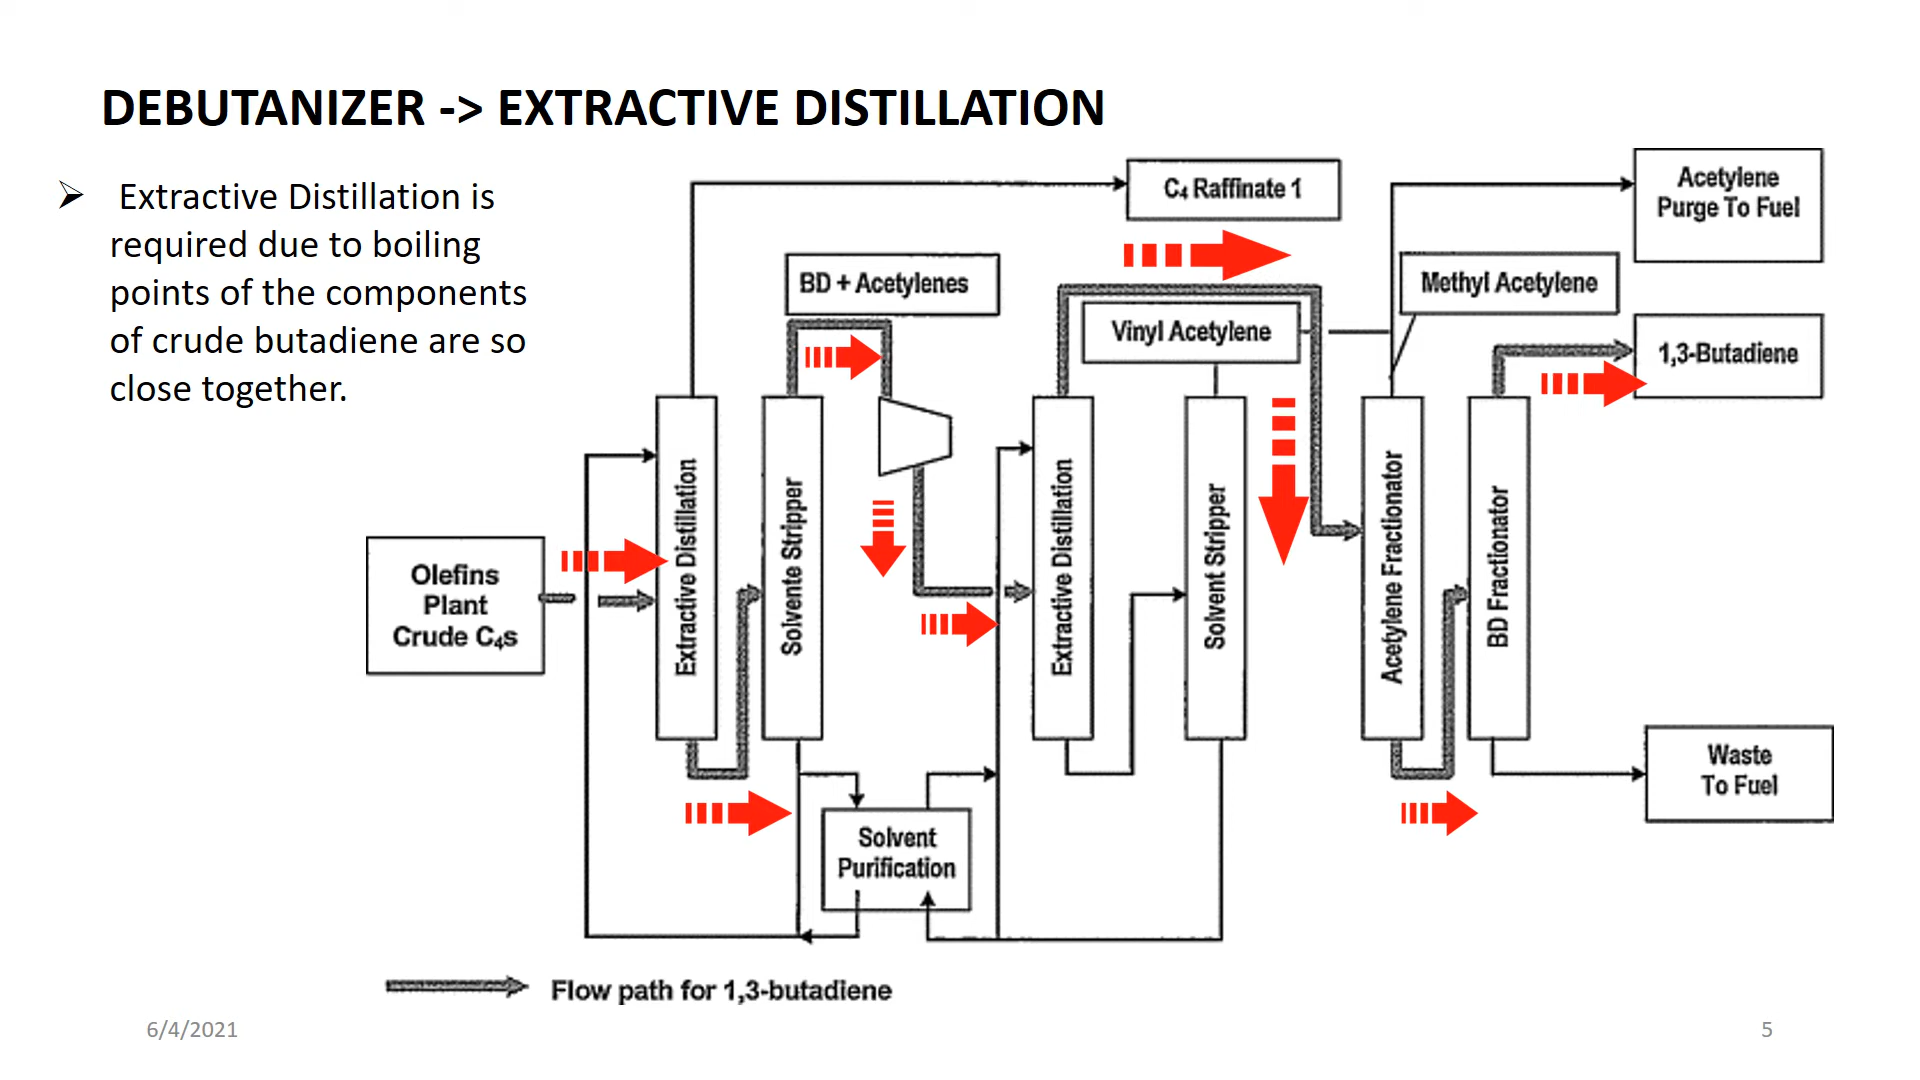 DEBUTANIZER -> EXTRACTIVE DISTILLATION
➢ Extractive Distillation is
required due to boiling
points of the components
of crude butadiene are so
close together.
C₄ Raffinate 1
Acetylene
Purge To Fuel
BD + Acetylenes
Methyl Acetylene
Vinyl Acetylene
1,3-Butadiene
Olefins
Plant
Crude C₄s
Extractive Distillation
Solvente Stripper
Extractive Distillation
Solvent Stripper
Acetylene Fractionator
BD Fractionator
Waste
To Fuel
Solvent
Purification
Flow path for 1,3-butadiene
6/4/2021
5